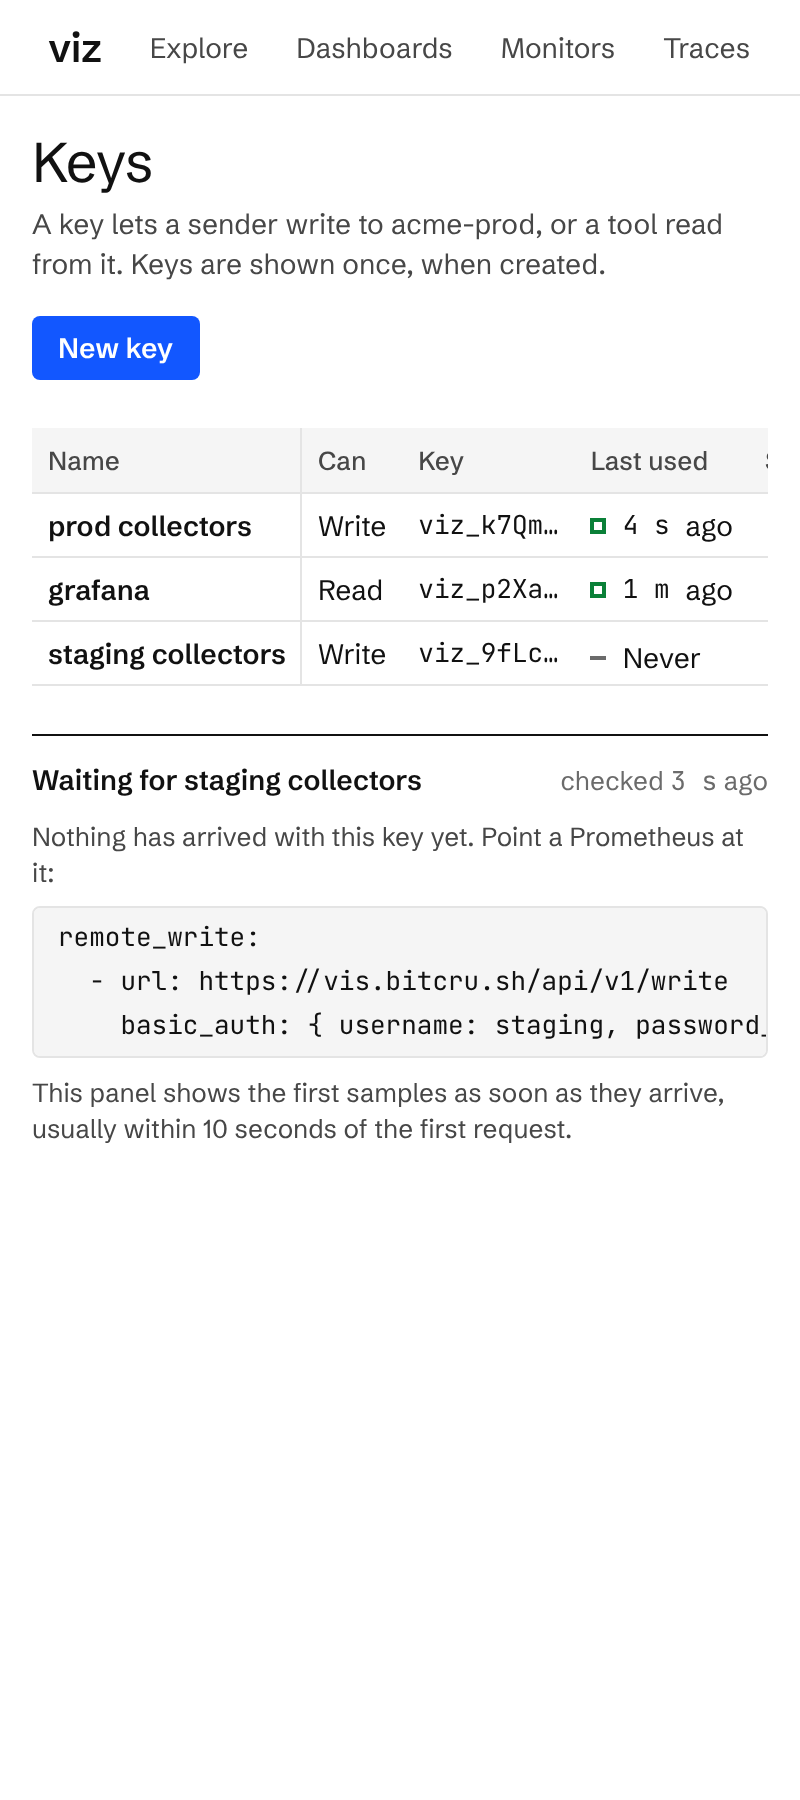 viz Explore Dashboards Monitors Traces
Keys
A key lets a sender write to acme-prod, or a tool read
from it. Keys are shown once, when created.
New key
Name Can Key Last used
prod collectors Write viz_k7Qm… 4 s ago
grafana Read viz_p2Xa… 1 m ago
staging collectors Write viz_9fLc… – Never
Waiting for staging collectors checked 3 s ago
Nothing has arrived with this key yet. Point a Prometheus at
it:
remote_write:
- url: https://vis.bitcru.sh/api/v1/write
basic_auth: { username: staging, password_
This panel shows the first samples as soon as they arrive,
usually within 10 seconds of the first request.